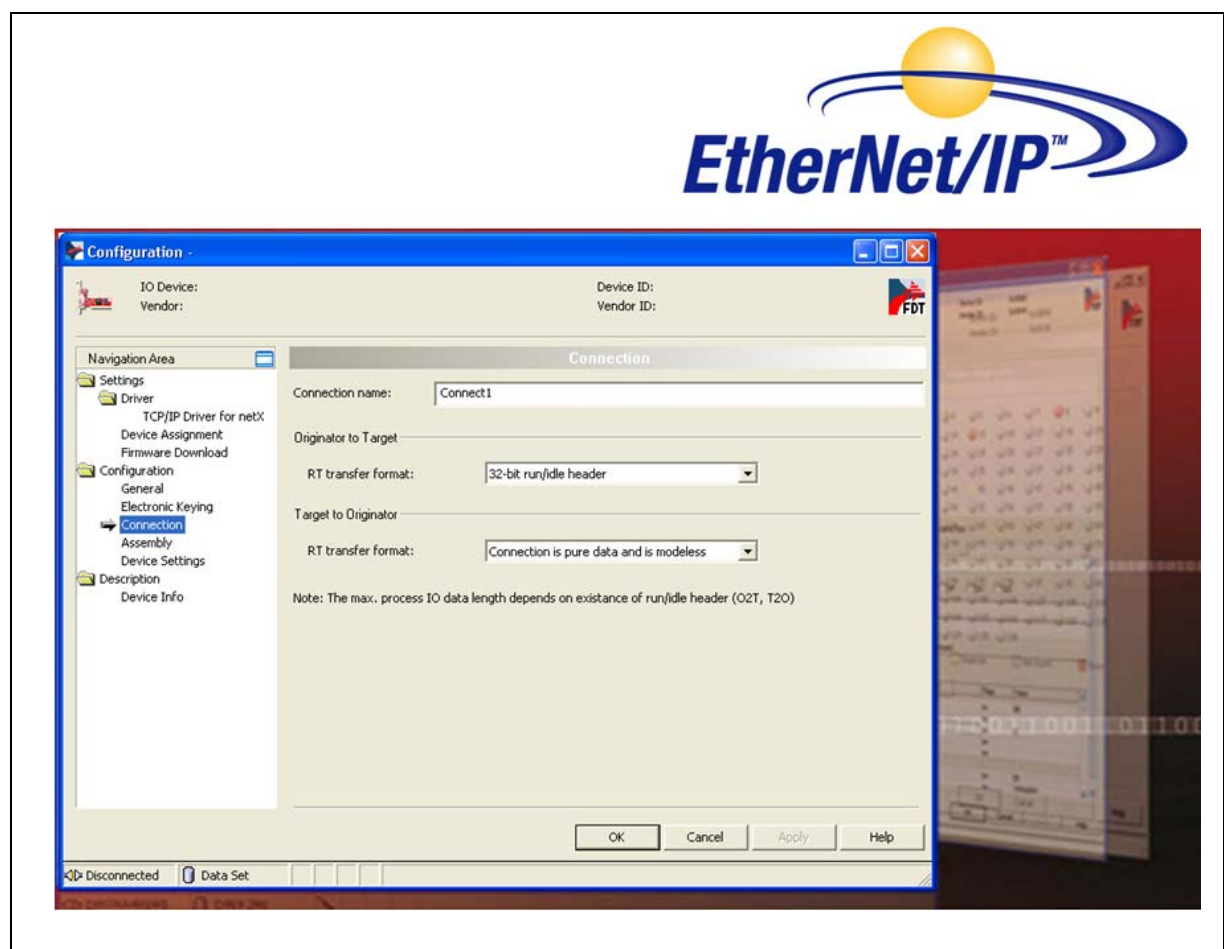 EtherNet/IP™
Configuration -
IO Device:
Device ID:
Vendor:
Vendor ID:
FDT
Navigation Area
Connection
Settings
Driver
TCP/IP Driver for netX
Device Assignment
Firmware Download
Configuration
General
Electronic Keying
Connection
Assembly
Device Settings
Description
Device Info
Connection name:
Connect1
Originator to Target
RT transfer format:
32-bit run/idle header
Target to Originator
RT transfer format:
Connection is pure data and is modeless
Note: The max. process IO data length depends on existance of run/idle header (O2T, T2O)
OK
Cancel
Apply
Help
Disconnected
Data Set